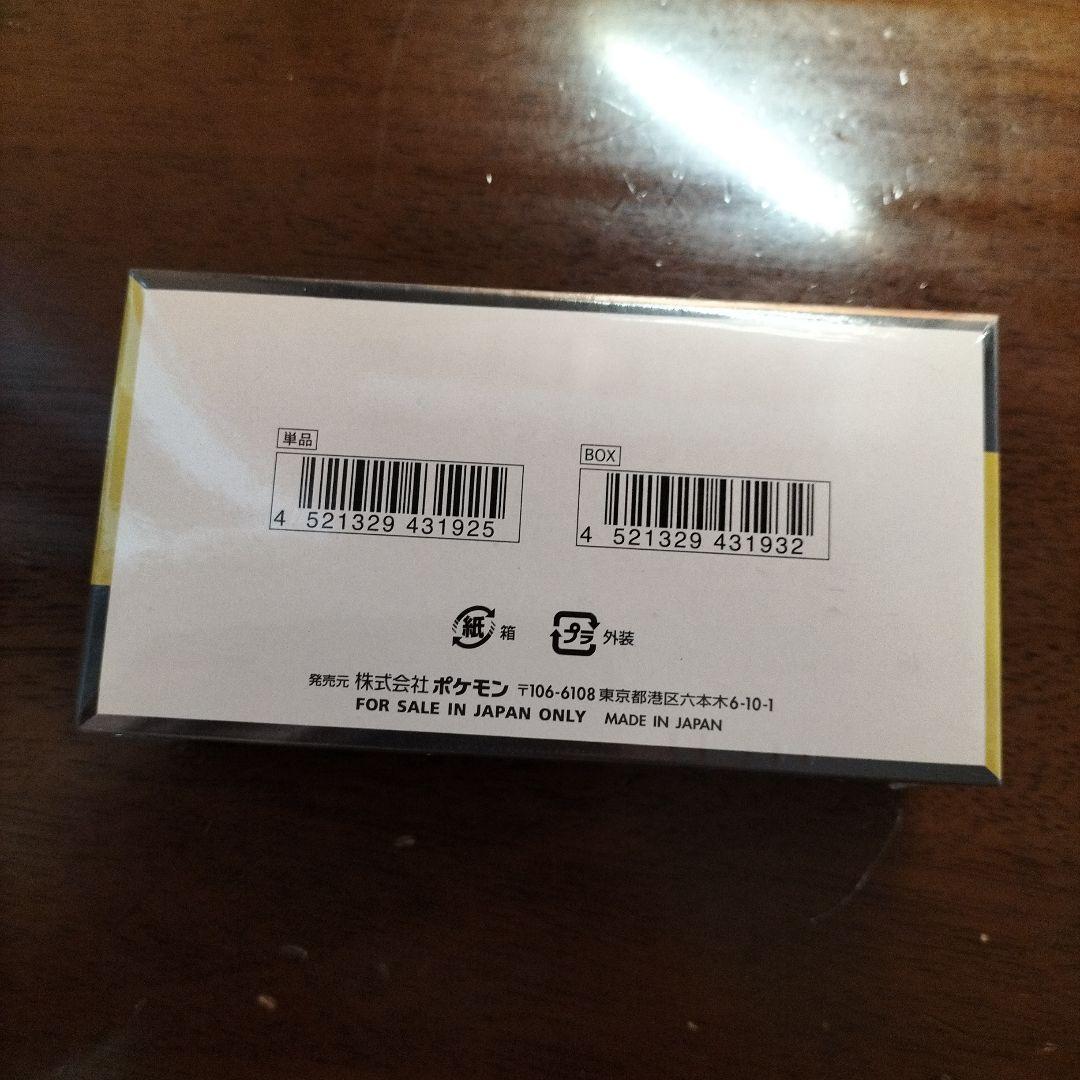 単品
4 521329 431925
BOX
4 521329 431932
紙 箱
プラ 外装
発売元 株式会社ポケモン 〒106-6108 東京都港区六本木6-10-1
FOR SALE IN JAPAN ONLY MADE IN JAPAN